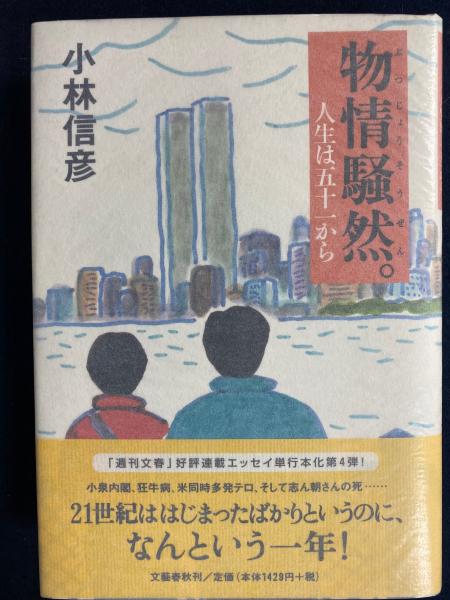 物情騒然。
ぶつじょうそうぜん
人生は五十一から
小林信彦
「週刊文春」好評連載エッセイ単行本化第4弾!
小泉内閣、狂牛病、米同時多発テロ、そして志ん朝さんの死……
21世紀ははじまったばかりというのに、
なんという一年!
文藝春秋刊/定価(本体1429円+税)